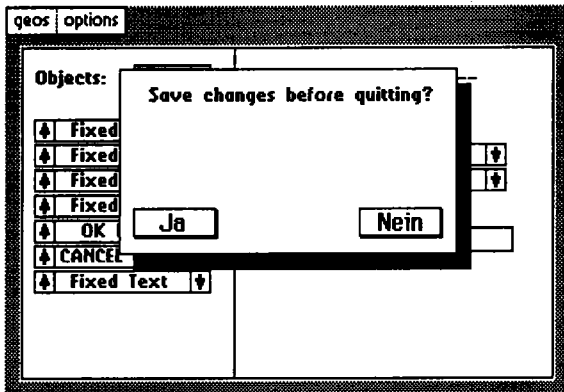 geos options
Objects:
Save changes before quitting?
Fixed
Fixed
Fixed
Fixed
OK
CANCEL
Fixed Text
Ja Nein